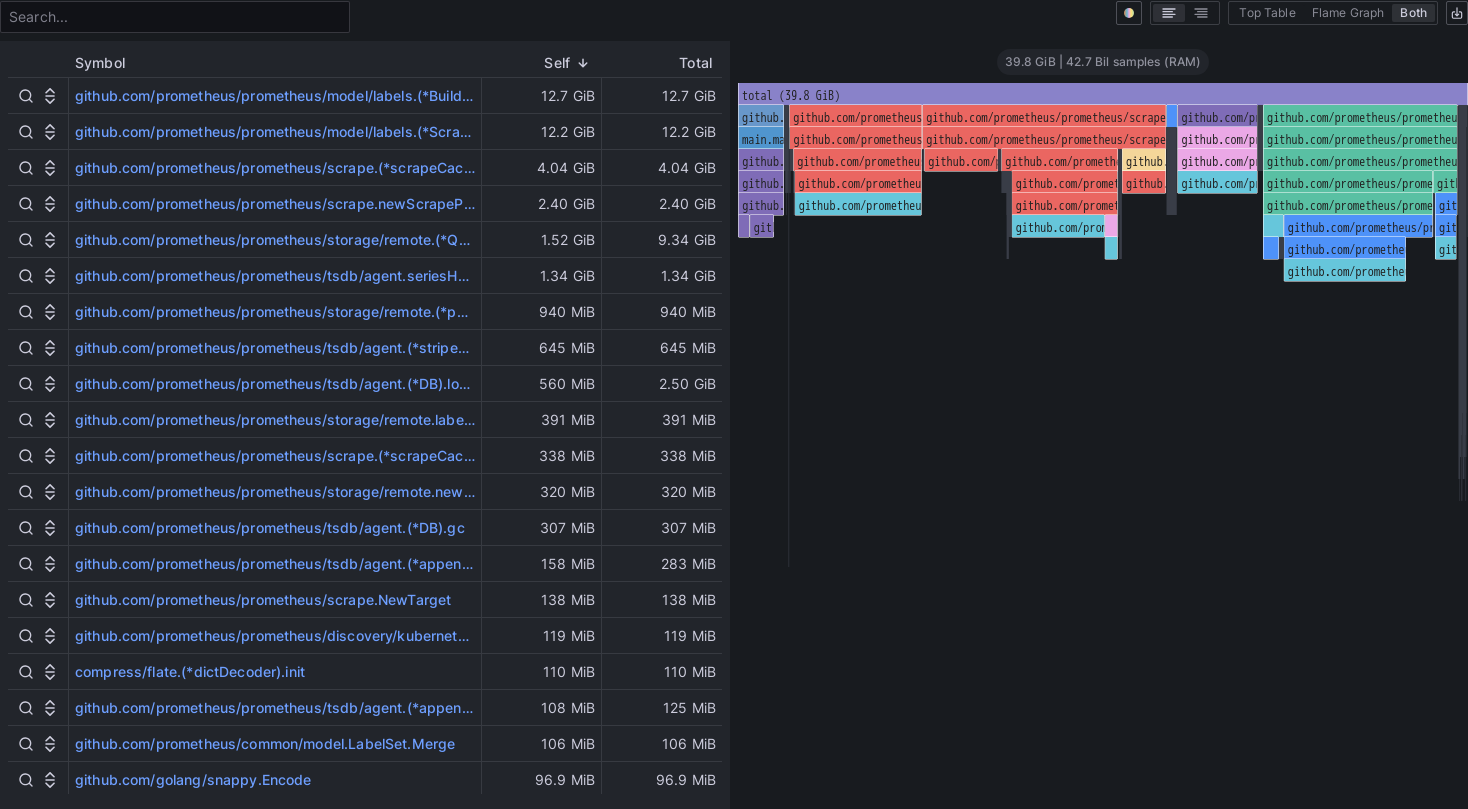 Search...
Top Table Flame Graph Both
Symbol Self Total
github.com/prometheus/prometheus/model/labels.(*Build... 12.7 GiB 12.7 GiB
github.com/prometheus/prometheus/model/labels.(*Scra... 12.2 GiB 12.2 GiB
github.com/prometheus/prometheus/scrape.(*scrapeCac... 4.04 GiB 4.04 GiB
github.com/prometheus/prometheus/scrape.newScrapeP... 2.40 GiB 2.40 GiB
github.com/prometheus/prometheus/storage/remote.(*Q... 1.52 GiB 9.34 GiB
github.com/prometheus/prometheus/tsdb/agent.seriesH... 1.34 GiB 1.34 GiB
github.com/prometheus/prometheus/storage/remote.(*p... 940 MiB 940 MiB
github.com/prometheus/prometheus/tsdb/agent.(*stripe... 645 MiB 645 MiB
github.com/prometheus/prometheus/tsdb/agent.(*DB).lo... 560 MiB 2.50 GiB
github.com/prometheus/prometheus/storage/remote.labe... 391 MiB 391 MiB
github.com/prometheus/prometheus/scrape.(*scrapeCac... 338 MiB 338 MiB
github.com/prometheus/prometheus/storage/remote.new... 320 MiB 320 MiB
github.com/prometheus/prometheus/tsdb/agent.(*DB).gc 307 MiB 307 MiB
github.com/prometheus/prometheus/tsdb/agent.(*appen... 158 MiB 283 MiB
github.com/prometheus/prometheus/scrape.NewTarget 138 MiB 138 MiB
github.com/prometheus/prometheus/discovery/kubernet... 119 MiB 119 MiB
compress/flate.(*dictDecoder).init 110 MiB 110 MiB
github.com/prometheus/prometheus/tsdb/agent.(*appen... 108 MiB 125 MiB
github.com/prometheus/common/model.LabelSet.Merge 106 MiB 106 MiB
github.com/golang/snappy.Encode 96.9 MiB 96.9 MiB
39.8 GiB | 42.7 Bil samples (RAM)
total (39.8 GiB)
github. github.com/prometheus github.com/prometheus/prometheus/scrape github.com/p github.com/prometheus/prometheu
main.ma github.com/prometheus github.com/prometheus/prometheus/scrape github.com/p github.com/prometheus/prometheu
github. github.com/prometheu github.com/ github.com/prometh github. github.com/p github.com/prometheus/prometheu
github. github.com/prometheu github.com/promet github. github.com/p github.com/prometheus/prome git
github. github.com/prometheu github.com/promet github.com/prometheus/prome git
git github.com/prom github.com/prometheus/p git
github.com/promethe git
github.com/promethe